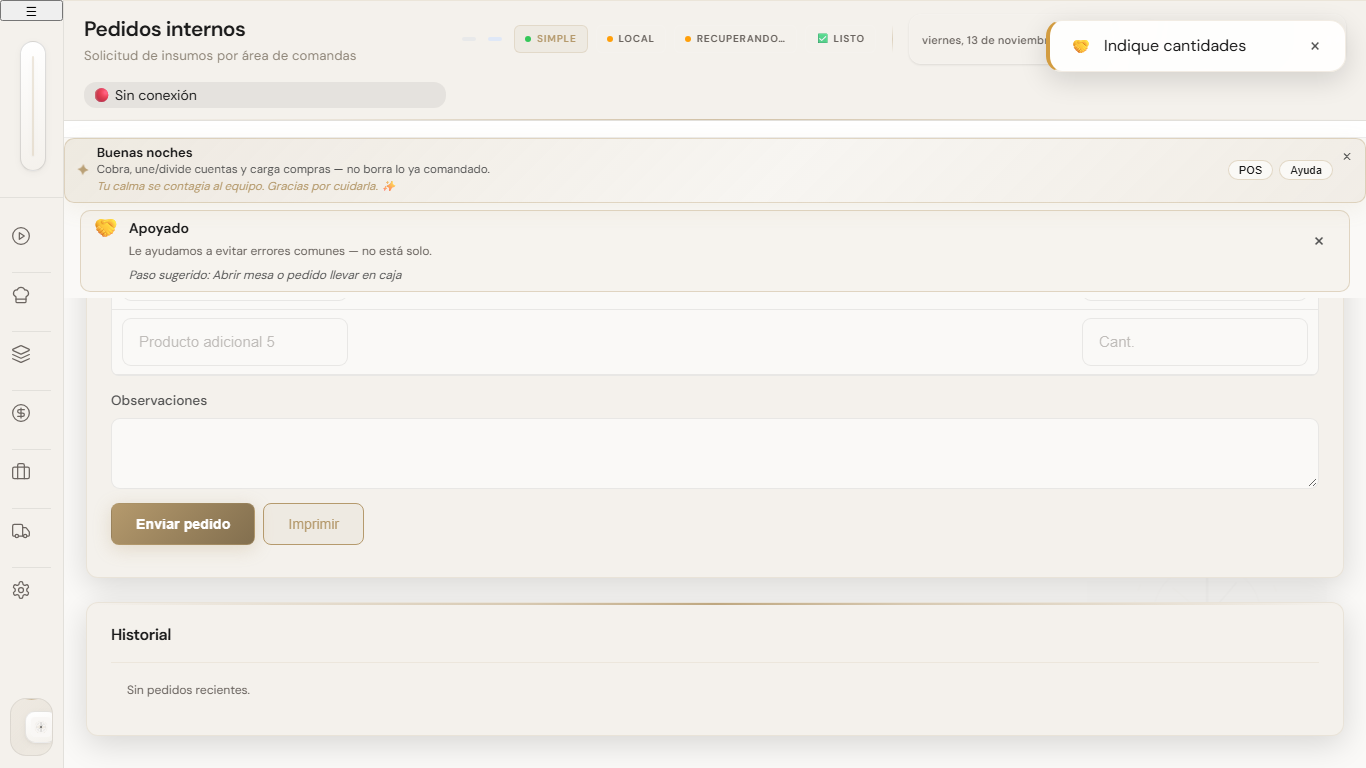 ☰
Pedidos internos
Solicitud de insumos por área de comandas
SIMPLE
LOCAL
RECUPERANDO…
✅ LISTO
viernes, 13 de
Indique cantidades
×
Sin conexión
Buenas noches
Cobra, une/divide cuentas y carga compras — no borra lo ya comandado.
Tu calma se contagia al equipo. Gracias por cuidarla. ✨
POS
Ayuda
×
Apoyado
Le ayudamos a evitar errores comunes — no está solo.
Paso sugerido: Abrir mesa o pedido llevar en caja
×
Producto adicional 5
Cant.
Observaciones
Enviar pedido
Imprimir
Historial
Sin pedidos recientes.